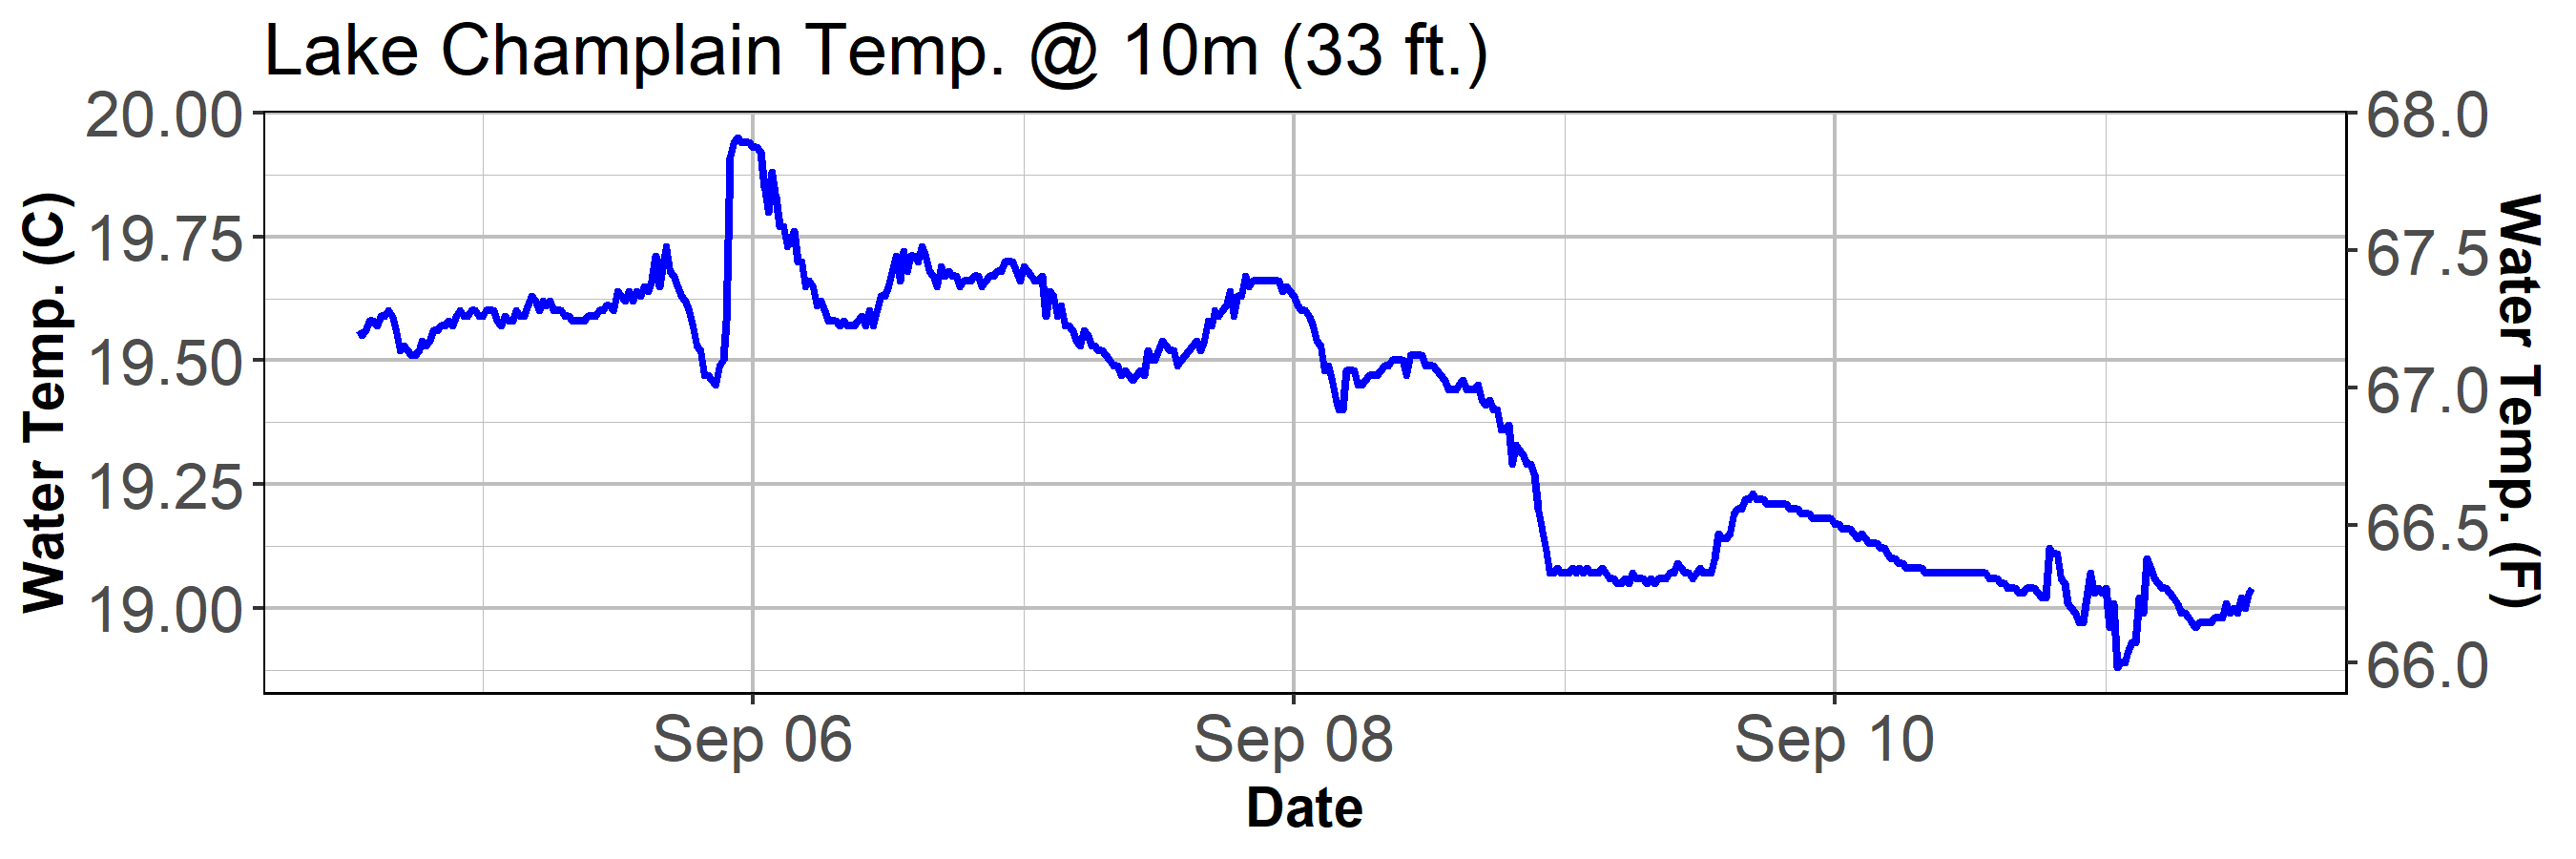 Lake Champlain Temp. @ 10m (33 ft.)
Water Temp. (C)
20.00
19.75
19.50
19.25
19.00
68.0
67.5
67.0
66.5
66.0
Water Temp. (F)
Sep 06 Sep 08 Sep 10
Date